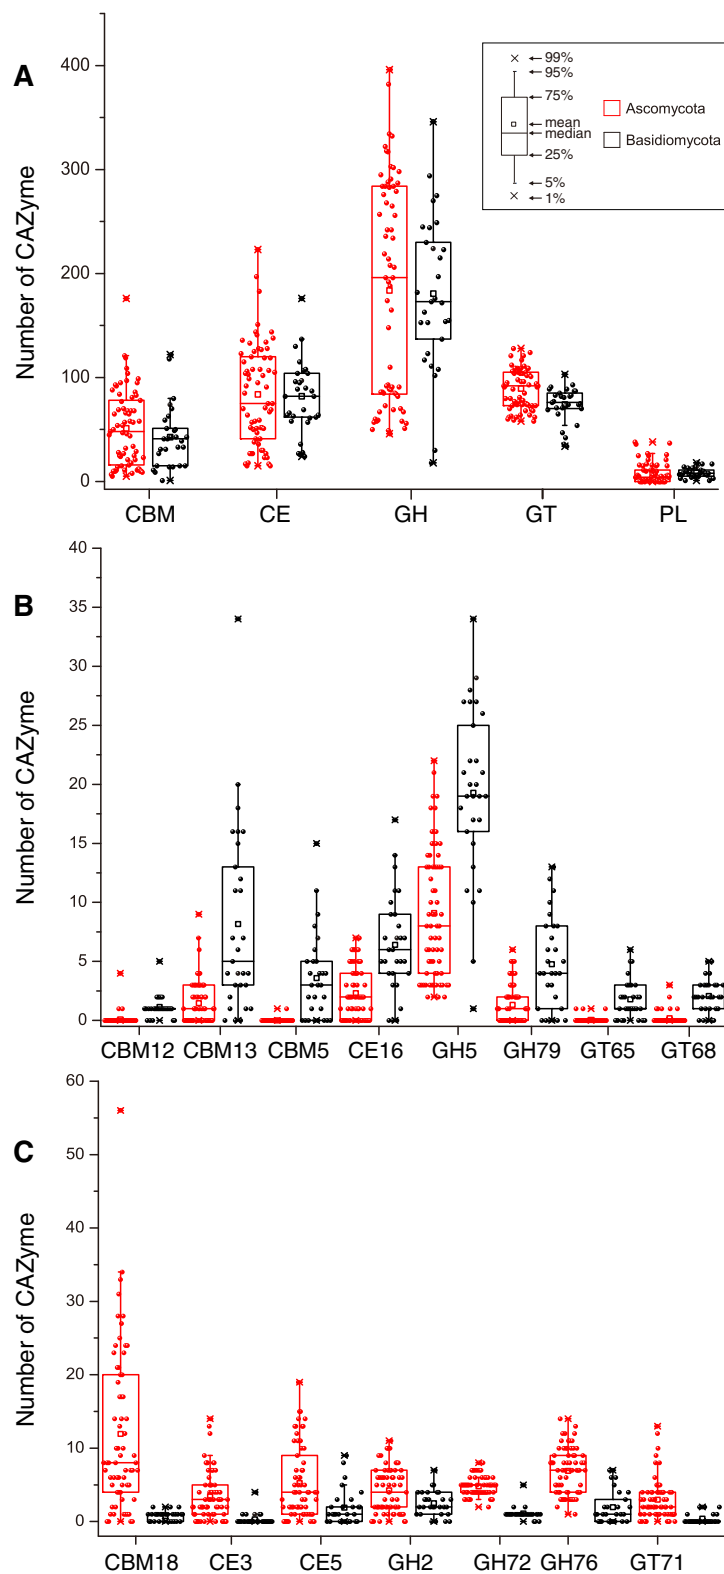 A
Number of CAZyme
400
300
200
100
0
99%
95%
75%
mean
median
25%
5%
1%
Ascomycota
Basidiomycota
CBM CE GH GT PL
B
Number of CAZyme
40
35
30
25
20
15
10
5
0
CBM12 CBM13 CBM5 CE16 GH5 GH79 GT65 GT68
C
Number of CAZyme
60
50
40
30
20
10
0
CBM18 CE3 CE5 GH2 GH72 GH76 GT71